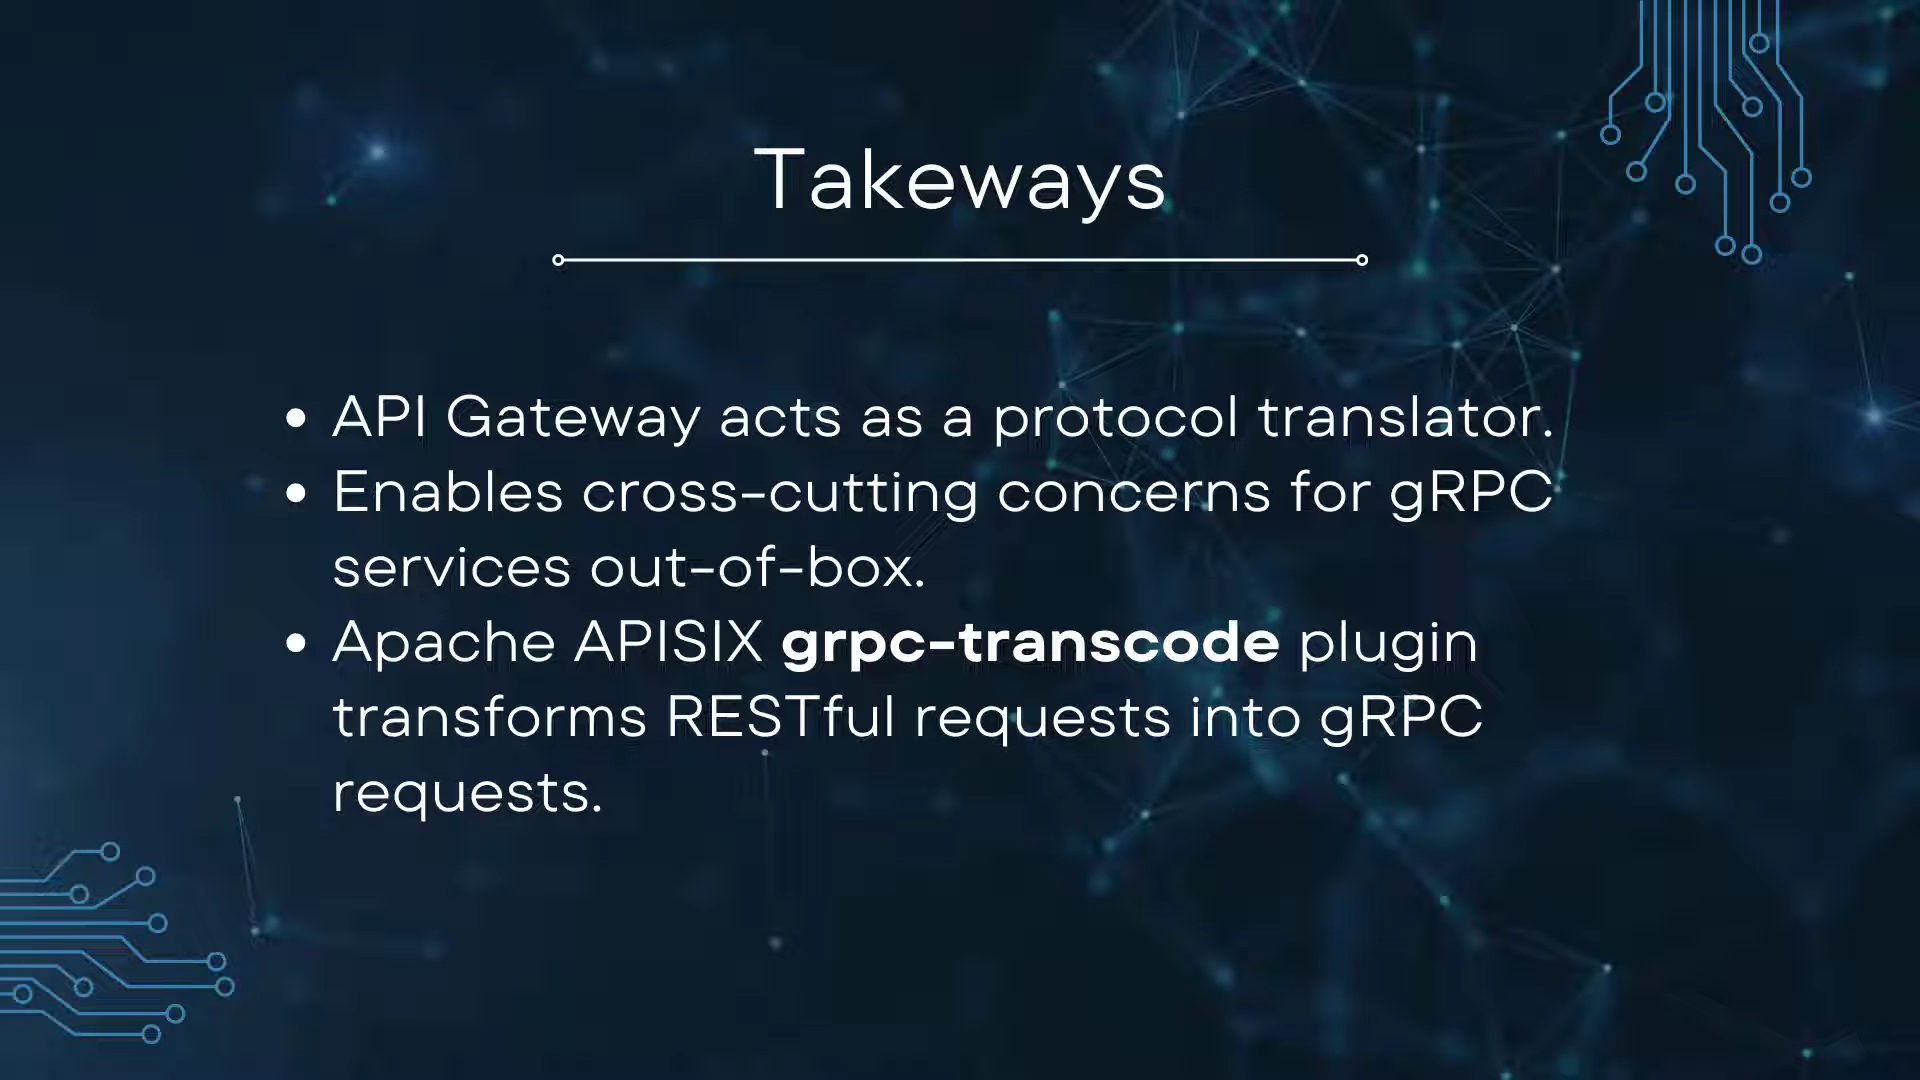 Takeways
• API Gateway acts as a protocol translator.
• Enables cross-cutting concerns for gRPC
services out-of-box.
• Apache APISIX grpc-transcode plugin
transforms RESTful requests into gRPC
requests.